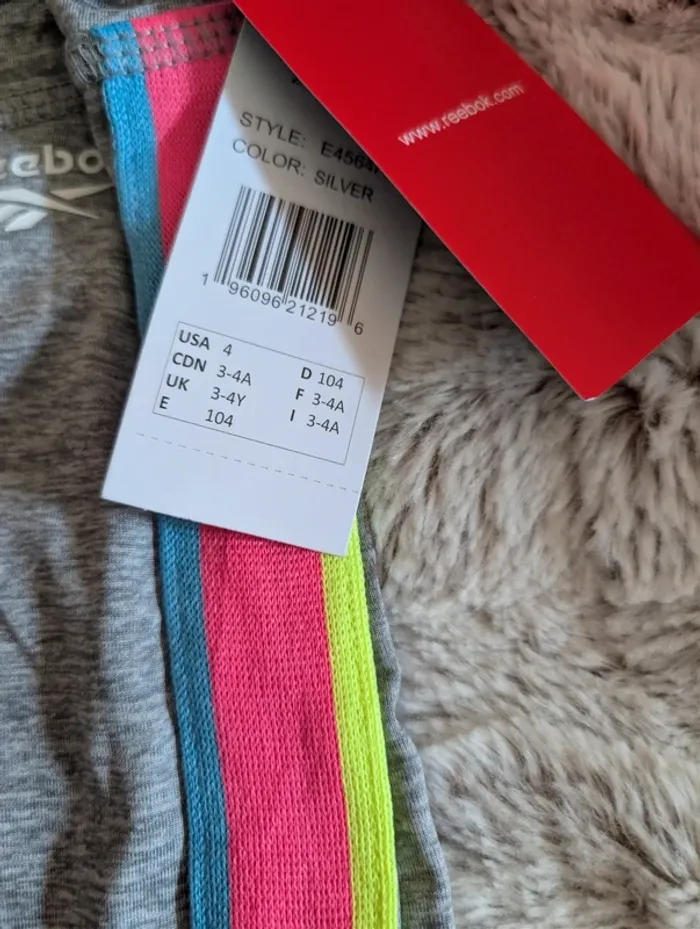 www.reebok.com
STYLE: E4564
COLOR: SILVER
1 96096 21219 6
USA 4 D 104
CDN 3-4A F 3-4A
UK 3-4Y I 3-4A
E 104
eebo